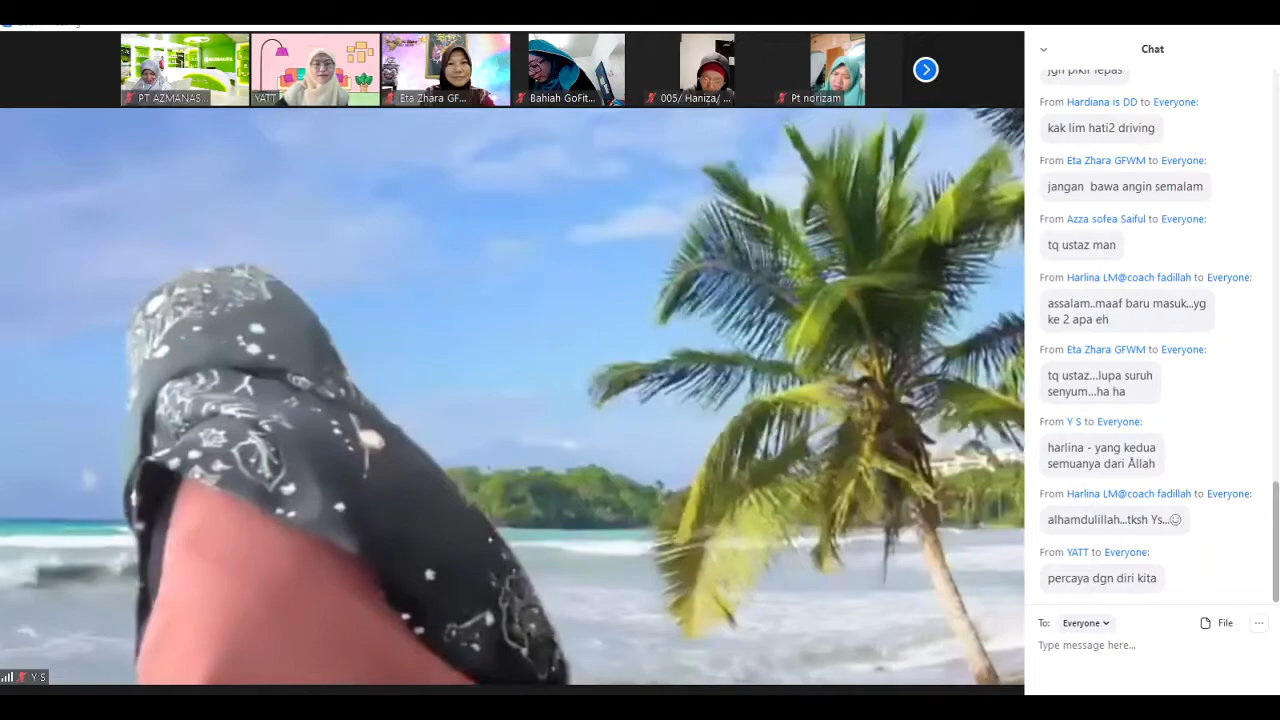 PT AZMANAS...
YATT
Eta Zhara GF...
Bahiah GoFit...
005/ Haniza/ ...
Pt norizam
Y S
Chat
jgn pikir lepas
From Hardiana is DD to Everyone:
kak lim hati2 driving
From Eta Zhara GFWM to Everyone:
jangan bawa angin semalam
From Azza sofea Saiful to Everyone:
tq ustaz man
From Harlina LM@coach fadillah to Everyone:
assalam..maaf baru masuk...yg
ke 2 apa eh
From Eta Zhara GFWM to Everyone:
tq ustaz...lupa suruh
senyum...ha ha
From Y S to Everyone:
harlina - yang kedua
semuanya dari Allah
From Harlina LM@coach fadillah to Everyone:
alhamdulillah...tksh Ys...☺
From YATT to Everyone:
percaya dgn diri kita
To: Everyone
File
...
Type message here...